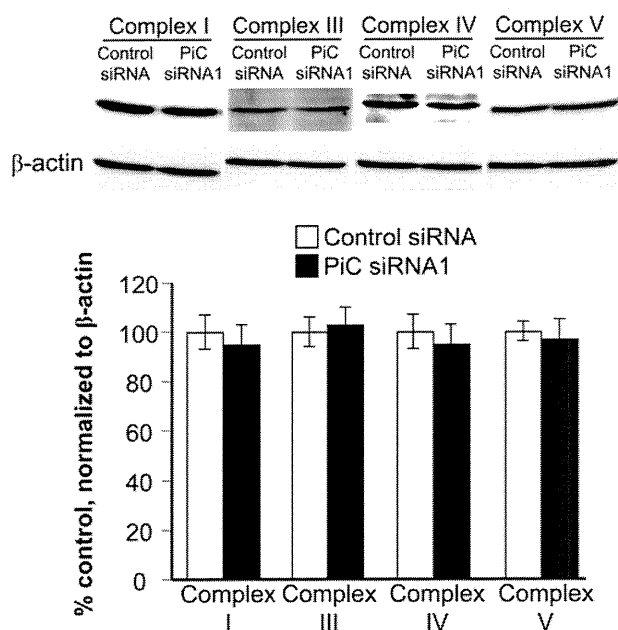 Complex I Complex III Complex IV Complex V
Control PiC Control PiC Control PiC Control PiC
siRNA siRNA1 siRNA siRNA1 siRNA siRNA1 siRNA siRNA1
β-actin
Control siRNA
PiC siRNA1
% control, normalized to β-actin
120
100
80
60
40
20
0
Complex Complex Complex Complex
I III IV V